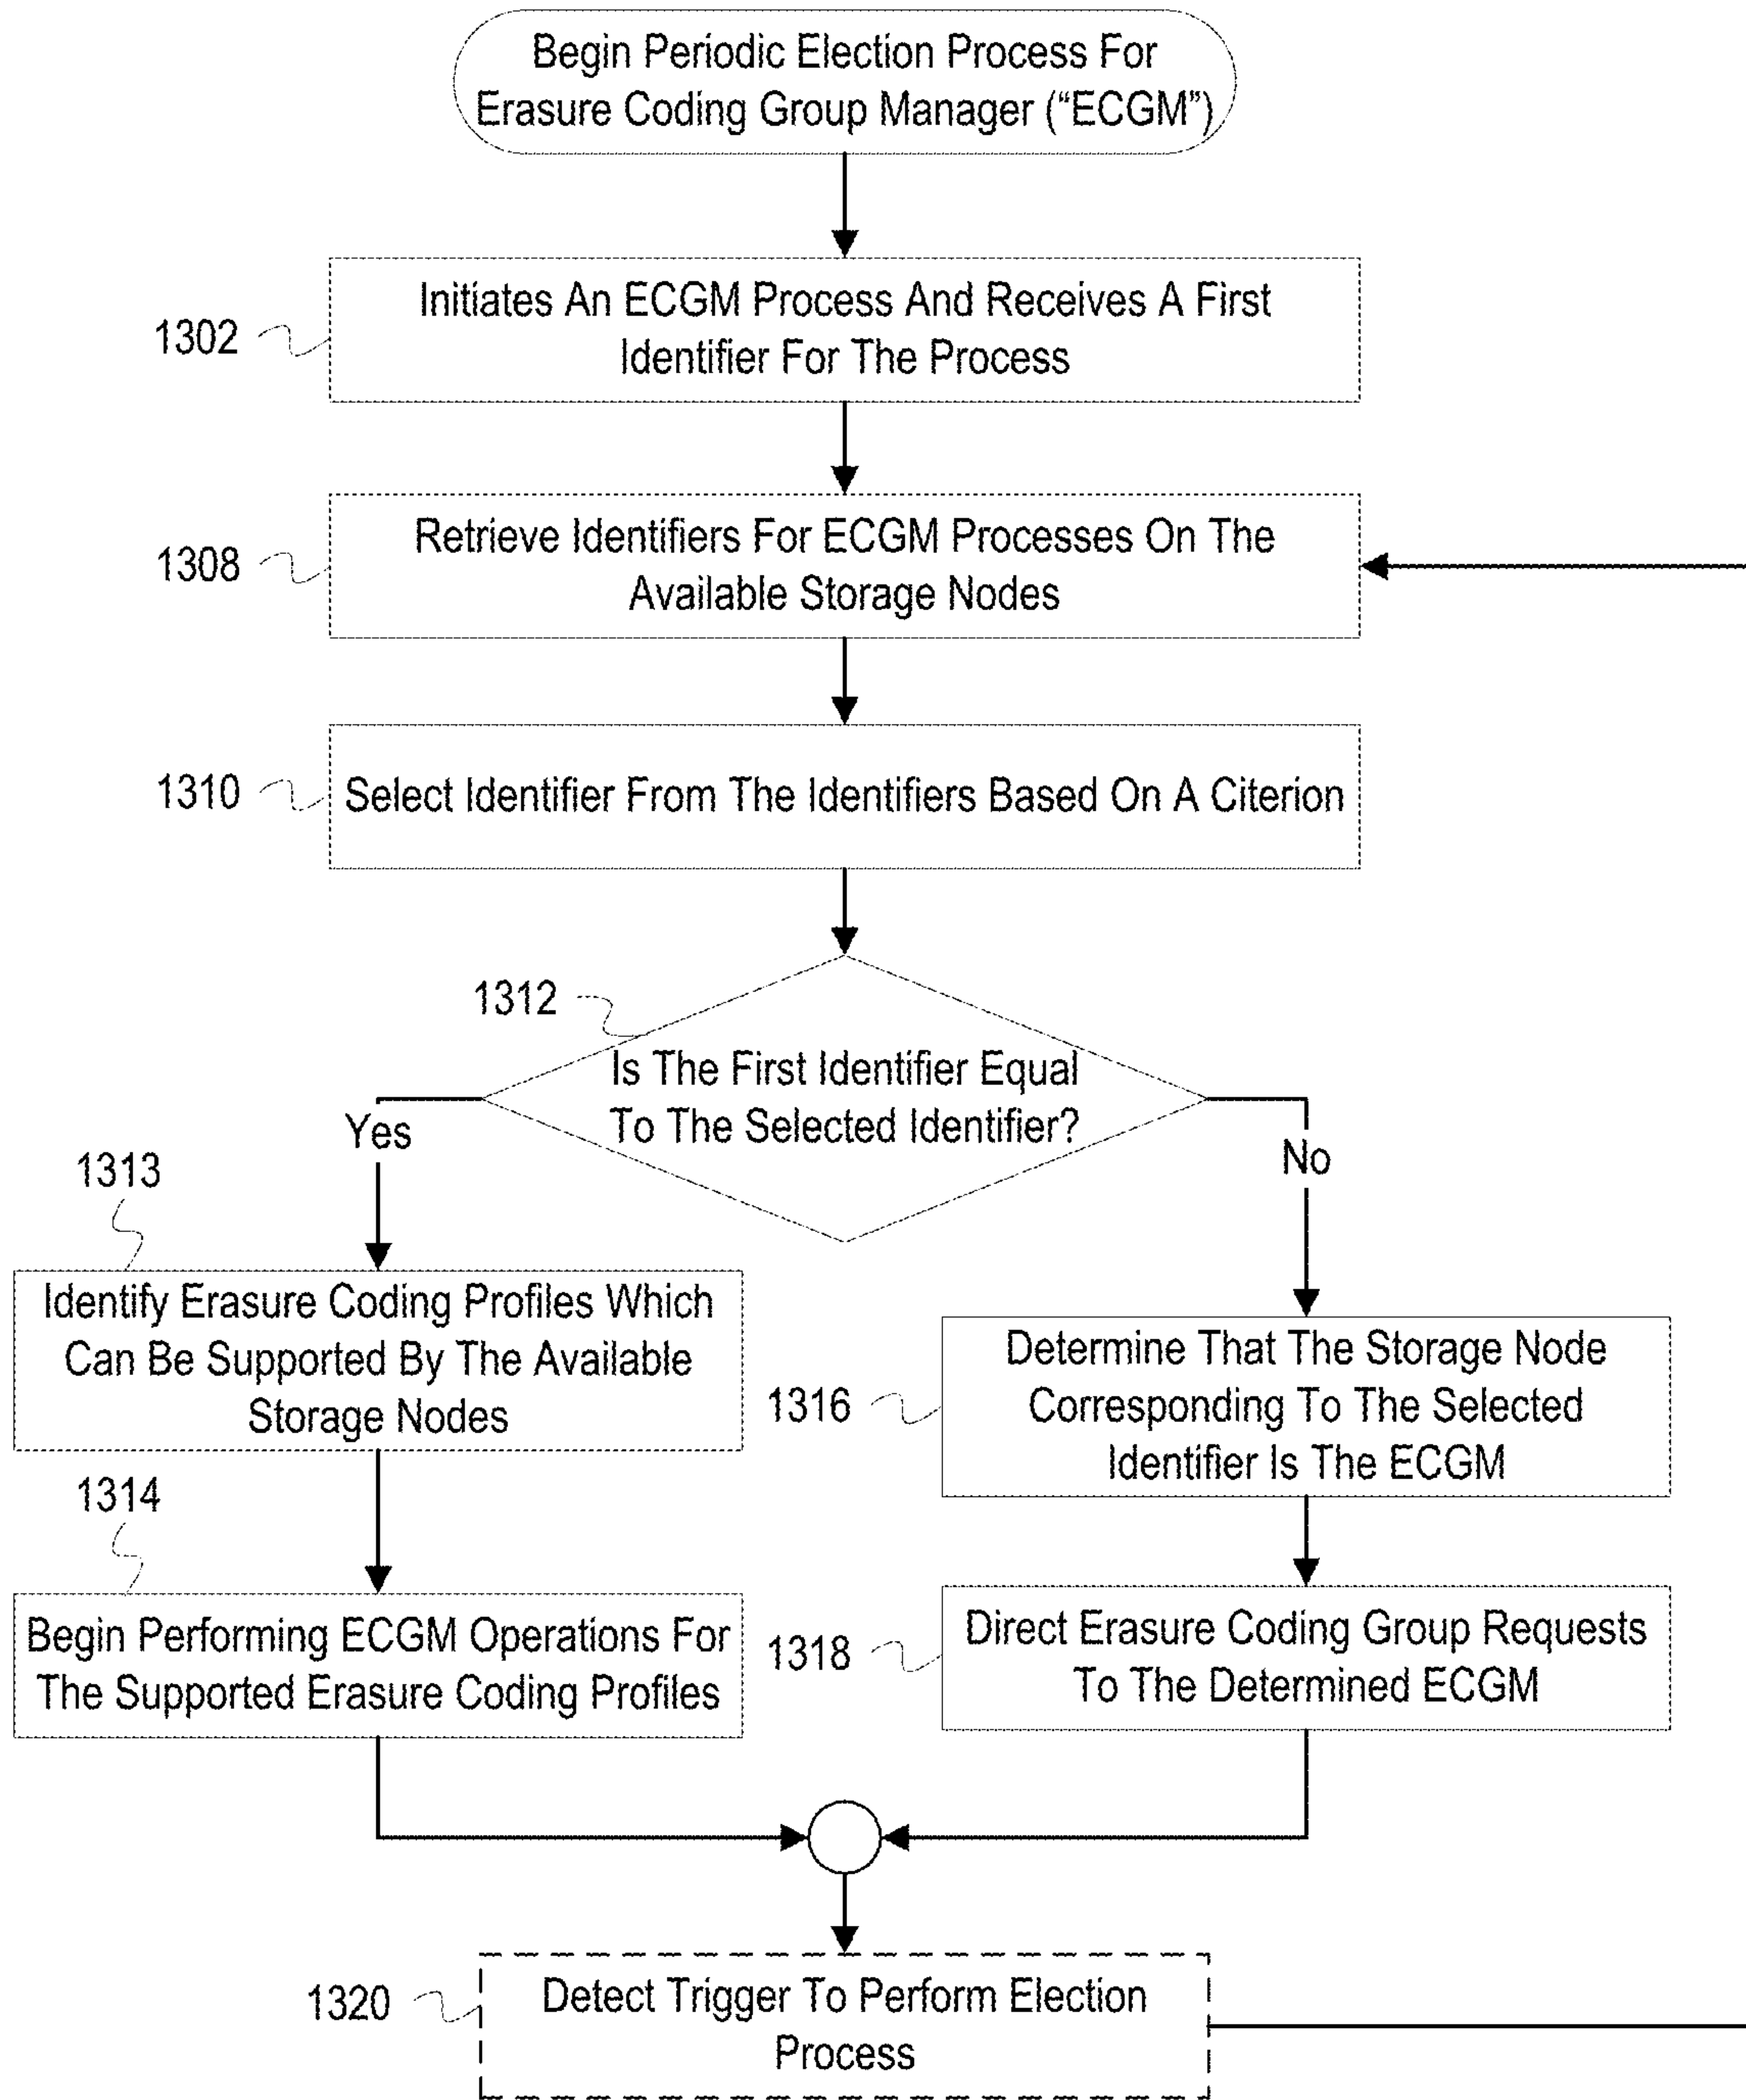 Begin Periodic Election Process For
Erasure Coding Group Manager (“ECGM”)
1302
Initiates An ECGM Process And Receives A First
Identifier For The Process
1308
Retrieve Identifiers For ECGM Processes On The
Available Storage Nodes
1310
Select Identifier From The Identifiers Based On A Citerion
1312
Is The First Identifier Equal
To The Selected Identifier?
Yes
No
1313
Identify Erasure Coding Profiles Which
Can Be Supported By The Available
Storage Nodes
1314
Begin Performing ECGM Operations For
The Supported Erasure Coding Profiles
1316
Determine That The Storage Node
Corresponding To The Selected
Identifier Is The ECGM
1318
Direct Erasure Coding Group Requests
To The Determined ECGM
1320
Detect Trigger To Perform Election
Process